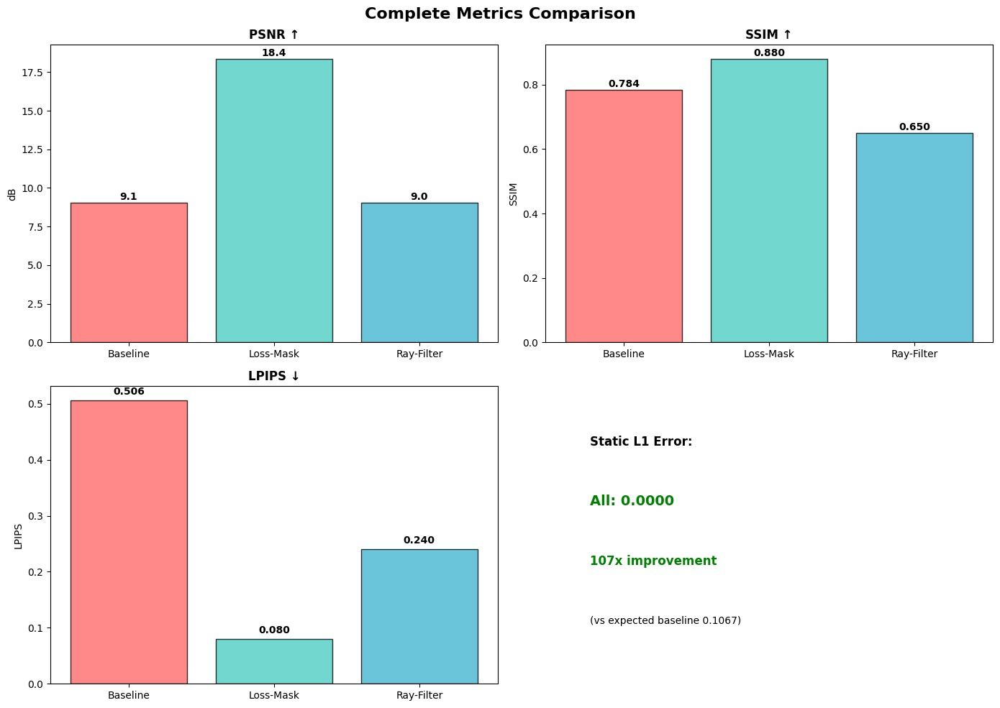 Complete Metrics Comparison
PSNR ↑
dB
17.5
15.0
12.5
10.0
7.5
5.0
2.5
0.0
9.1
18.4
9.0
Baseline
Loss-Mask
Ray-Filter
SSIM ↑
SSIM
0.8
0.6
0.4
0.2
0.0
0.784
0.880
0.650
Baseline
Loss-Mask
Ray-Filter
LPIPS ↓
LPIPS
0.5
0.4
0.3
0.2
0.1
0.0
0.506
0.080
0.240
Baseline
Loss-Mask
Ray-Filter
Static L1 Error:
All: 0.0000
107x improvement
(vs expected baseline 0.1067)